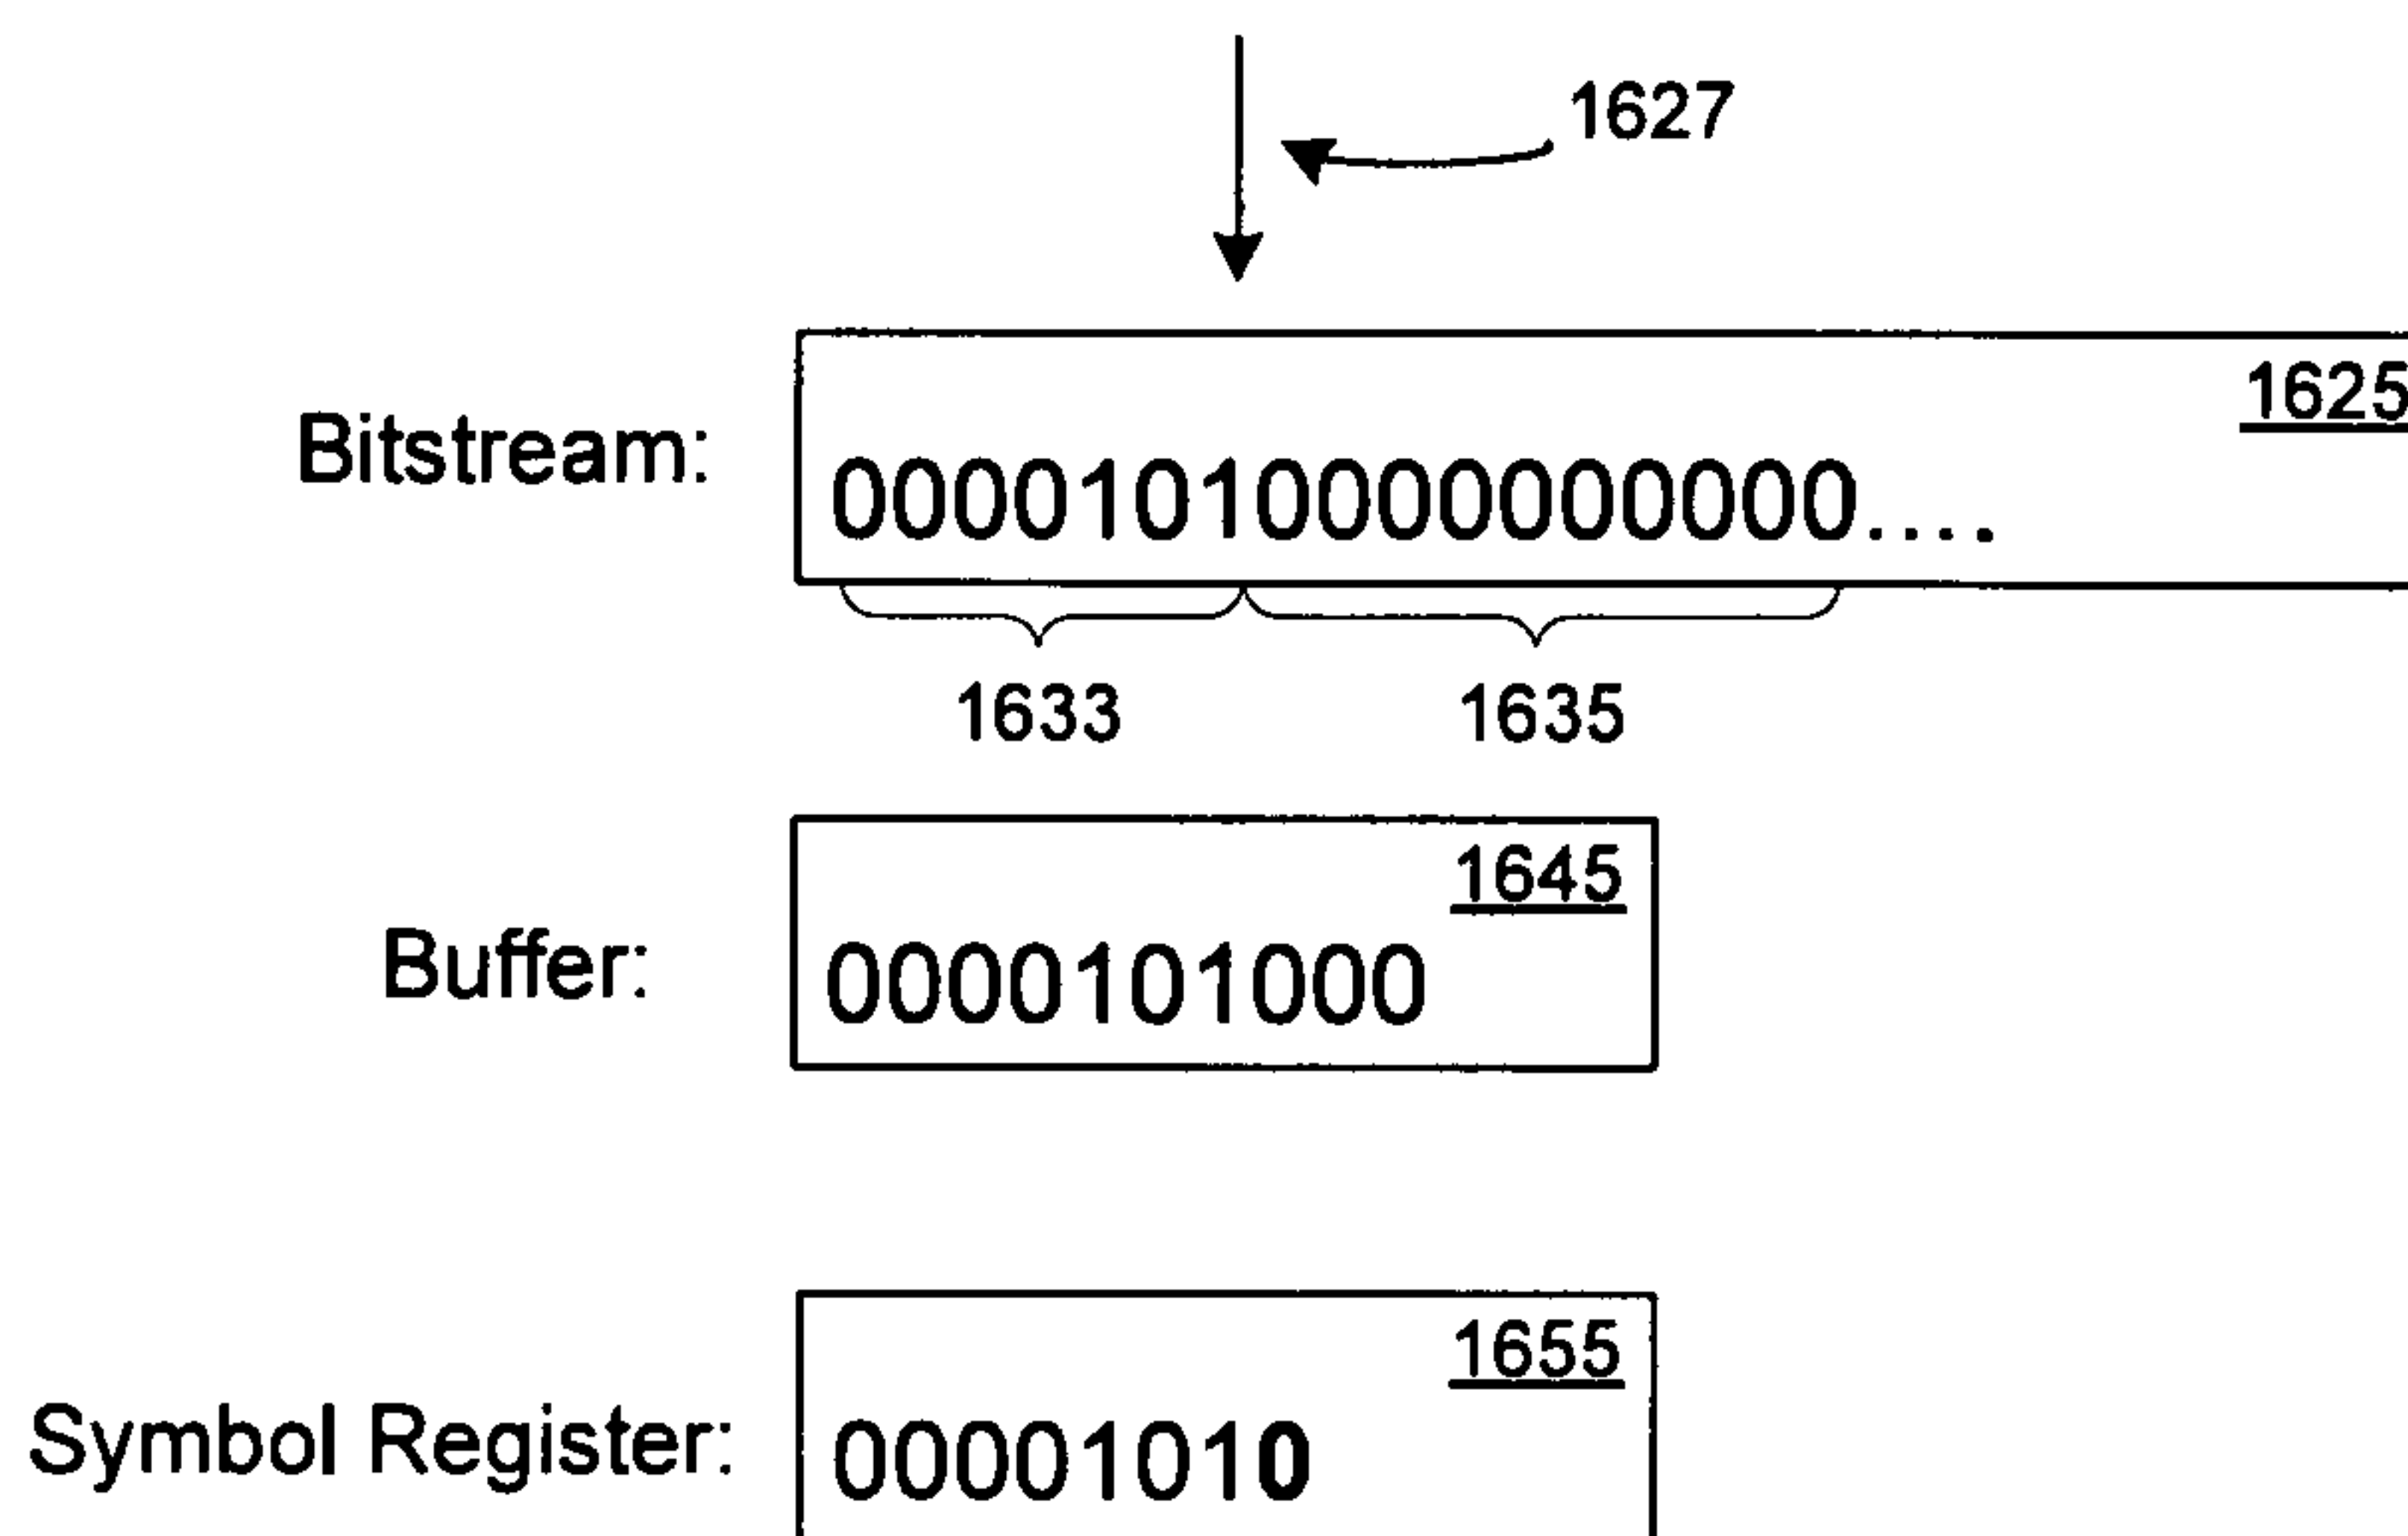 1627
1625
Bitstream: 00001010000000000....
1633 1635
1645
Buffer: 0000101000
1655
Symbol Register: 00001010